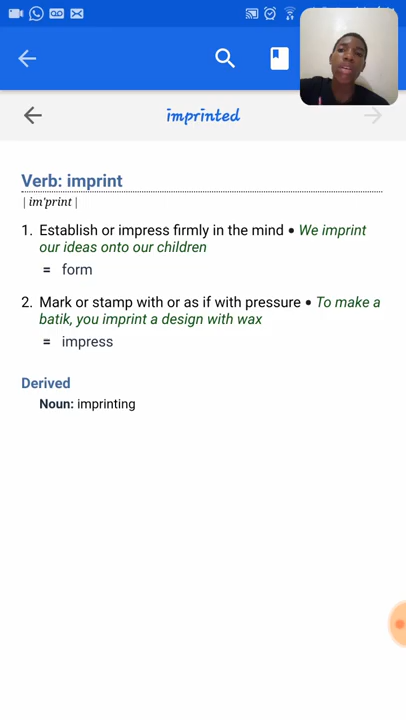 imprinted
Verb: imprint
| im'print |
1. Establish or impress firmly in the mind • We imprint
our ideas onto our children
= form
2. Mark or stamp with or as if with pressure • To make a
batik, you imprint a design with wax
= impress
Derived
Noun: imprinting